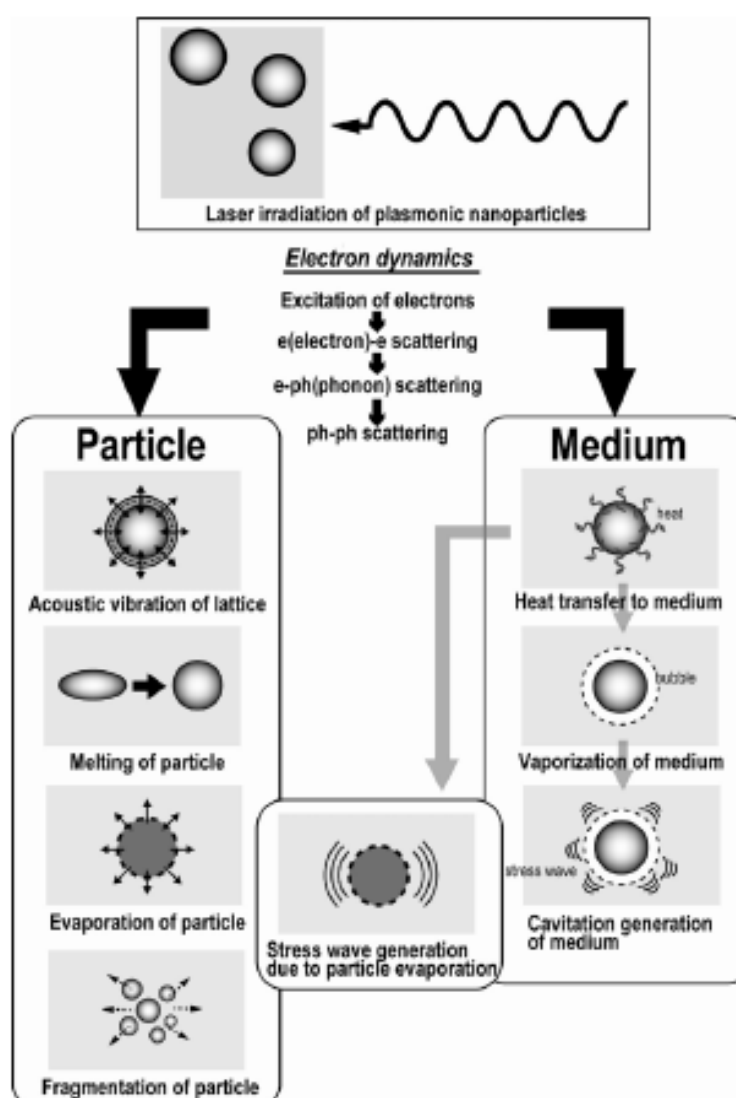 Laser irradiation of plasmonic nanoparticles
Electron dynamics
Excitation of electrons
e(electron)-e scattering
e-ph(phonon) scattering
ph-ph scattering
Particle
Acoustic vibration of lattice
Melting of particle
Evaporation of particle
Fragmentation of particle
Stress wave generation
due to particle evaporation
Medium
heat
Heat transfer to medium
bubble
Vaporization of medium
stress wave
Cavitation generation
of medium